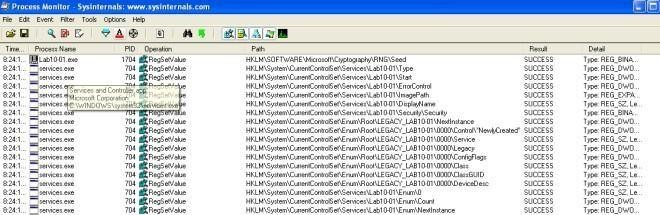 Process Monitor - Sysinternals: www.sysinternals.com
File Edit Event Filter Tools Options Help
Time... Process Name PID Operation Path Result Detail
8:24:1... Lab10-01.exe 1704 RegSetValue HKLM\SOFTWARE\Microsoft\Cryptography\RNG\Seed SUCCESS Type: REG_BINA...
8:24:1... services.exe 704 RegSetValue HKLM\System\CurrentControlSet\Services\Lab10-01\Type SUCCESS Type: REG_DWO...
8:24:1... services.exe 704 RegSetValue HKLM\System\CurrentControlSet\Services\Lab10-01\Start SUCCESS Type: REG_DWO...
8:24:1... services.exe 704 RegSetValue HKLM\System\CurrentControlSet\Services\Lab10-01\ErrorControl SUCCESS Type: REG_DWO...
8:24:1... Services and Controller app 704 RegSetValue HKLM\System\CurrentControlSet\Services\Lab10-01\ImagePath SUCCESS Type: REG_EXPA...
8:24:1... Microsoft Corporation 704 RegSetValue HKLM\System\CurrentControlSet\Services\Lab10-01\DisplayName SUCCESS Type: REG_SZ, Le...
8:24:1... C:\WINDOWS\system32\services.exe 704 RegSetValue HKLM\System\CurrentControlSet\Services\Lab10-01\Security\Security SUCCESS Type: REG_BINA...
8:24:1... services.exe 704 RegSetValue HKLM\System\CurrentControlSet\Enum\Root\LEGACY_LAB10-01\NextInstance SUCCESS Type: REG_DWO...
8:24:1... services.exe 704 RegSetValue HKLM\System\CurrentControlSet\Enum\Root\LEGACY_LAB10-01\0000\Control\*NewlyCreated* SUCCESS Type: REG_DWO...
8:24:1... services.exe 704 RegSetValue HKLM\System\CurrentControlSet\Enum\Root\LEGACY_LAB10-01\0000\Service SUCCESS Type: REG_SZ, Le...
8:24:1... services.exe 704 RegSetValue HKLM\System\CurrentControlSet\Enum\Root\LEGACY_LAB10-01\0000\Legacy SUCCESS Type: REG_DWO...
8:24:1... services.exe 704 RegSetValue HKLM\System\CurrentControlSet\Enum\Root\LEGACY_LAB10-01\0000\ConfigFlags SUCCESS Type: REG_DWO...
8:24:1... services.exe 704 RegSetValue HKLM\System\CurrentControlSet\Enum\Root\LEGACY_LAB10-01\0000\Class SUCCESS Type: REG_SZ, Le...
8:24:1... services.exe 704 RegSetValue HKLM\System\CurrentControlSet\Enum\Root\LEGACY_LAB10-01\0000\ClassGUID SUCCESS Type: REG_SZ, Le...
8:24:1... services.exe 704 RegSetValue HKLM\System\CurrentControlSet\Enum\Root\LEGACY_LAB10-01\0000\DeviceDesc SUCCESS Type: REG_SZ, Le...
8:24:1... services.exe 704 RegSetValue HKLM\System\CurrentControlSet\Services\Lab10-01\Enum\0 SUCCESS Type: REG_SZ, Le...
8:24:1... services.exe 704 RegSetValue HKLM\System\CurrentControlSet\Services\Lab10-01\Enum\Count SUCCESS Type: REG_DWO...
8:24:1... services.exe 704 RegSetValue HKLM\System\CurrentControlSet\Services\Lab10-01\Enum\NextInstance SUCCESS Type: REG_DWO...